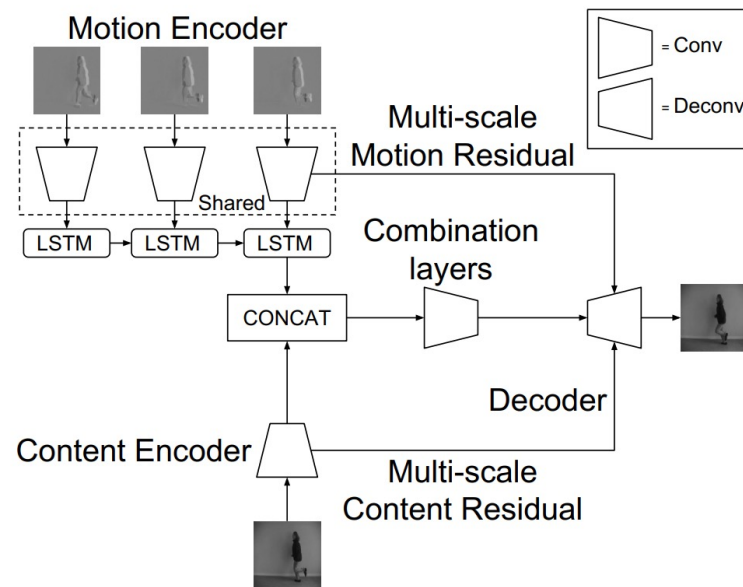 Motion Encoder
= Conv
= Deconv
Multi-scale
Motion Residual
Shared
LSTM
LSTM
LSTM
Combination
layers
CONCAT
Decoder
Content Encoder
Multi-scale
Content Residual